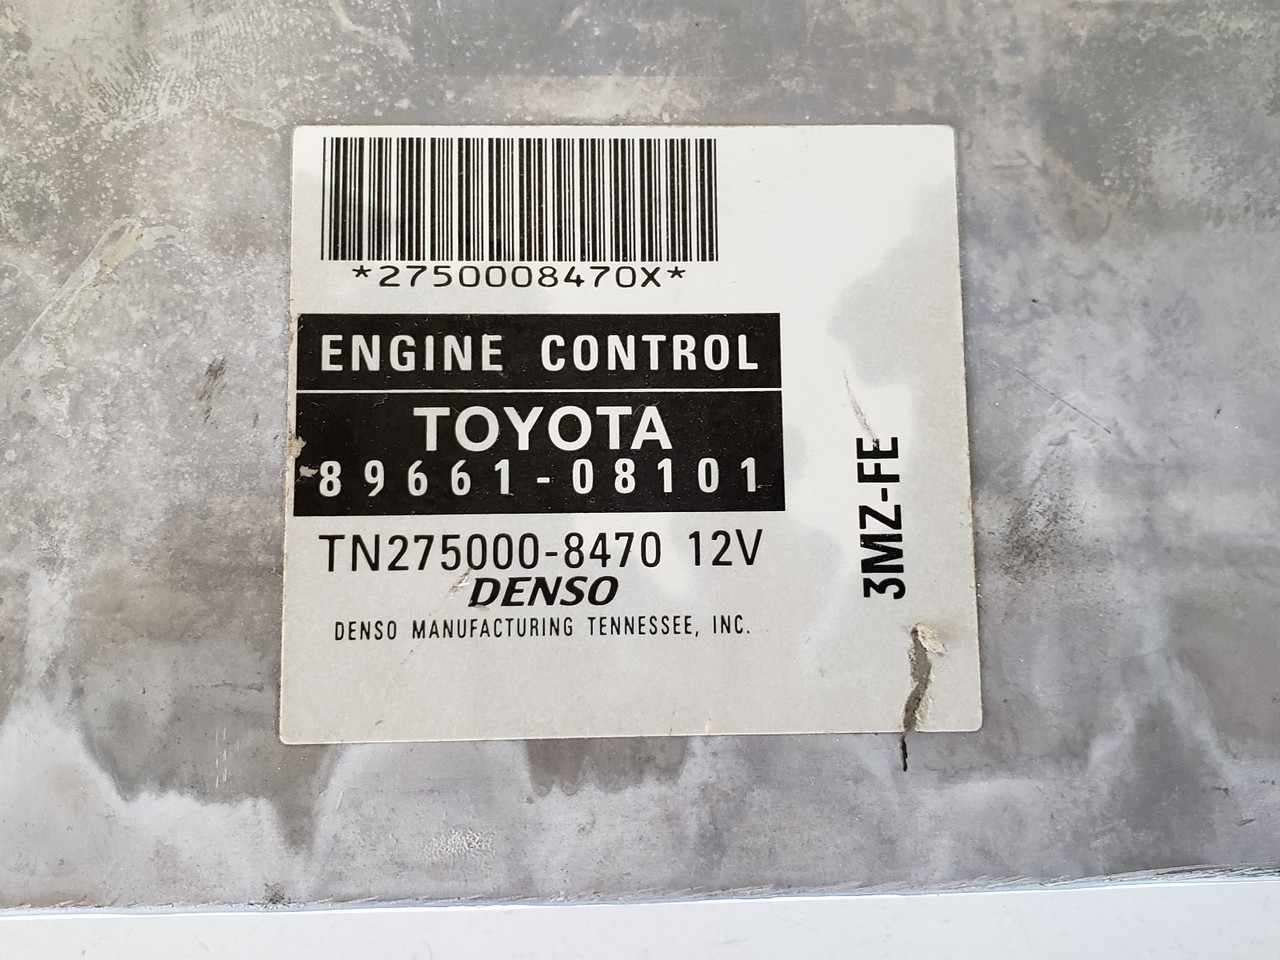 *2750008470X*
ENGINE CONTROL
TOYOTA
89661-08101
TN275000-8470 12V
DENSO
DENSO MANUFACTURING TENNESSEE, INC.
3MZ-FE